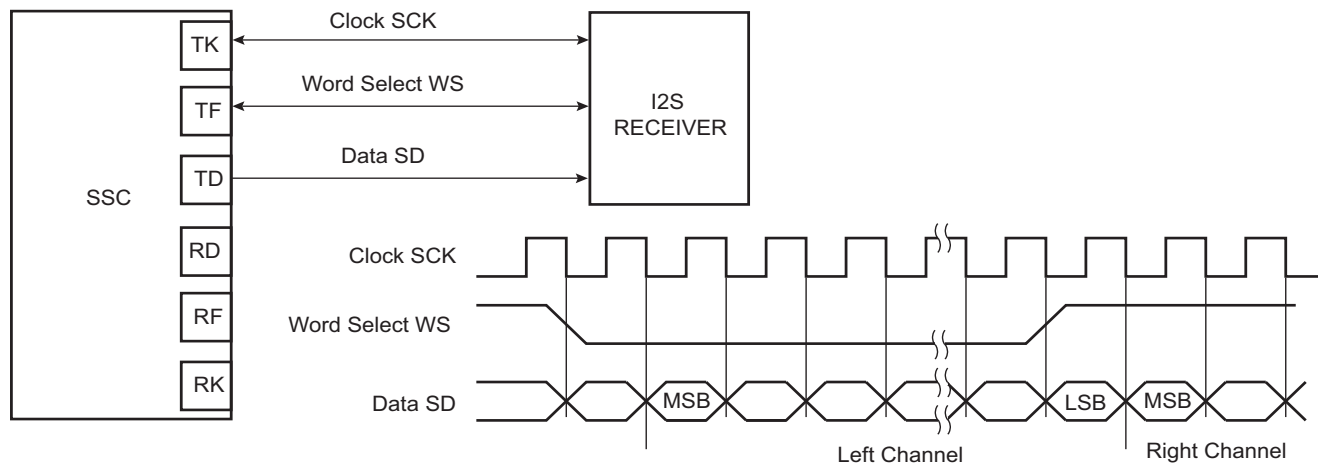 Clock SCK
TK
Word Select WS
TF
I2S
RECEIVER
Data SD
TD
SSC
RD
Clock SCK
RF
Word Select WS
RK
Data SD
MSB
LSB
MSB
Left Channel
Right Channel